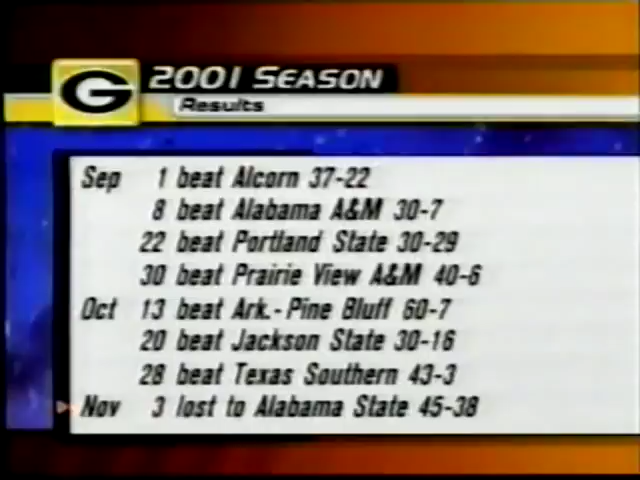 G 2001 SEASON
Results
Sep 1 beat Alcorn 37-22
8 beat Alabama A&M 30-7
22 beat Portland State 30-29
30 beat Prairie View A&M 40-6
Oct 13 beat Ark.-Pine Bluff 60-7
20 beat Jackson State 30-16
28 beat Texas Southern 43-3
Nov 3 lost to Alabama State 45-38